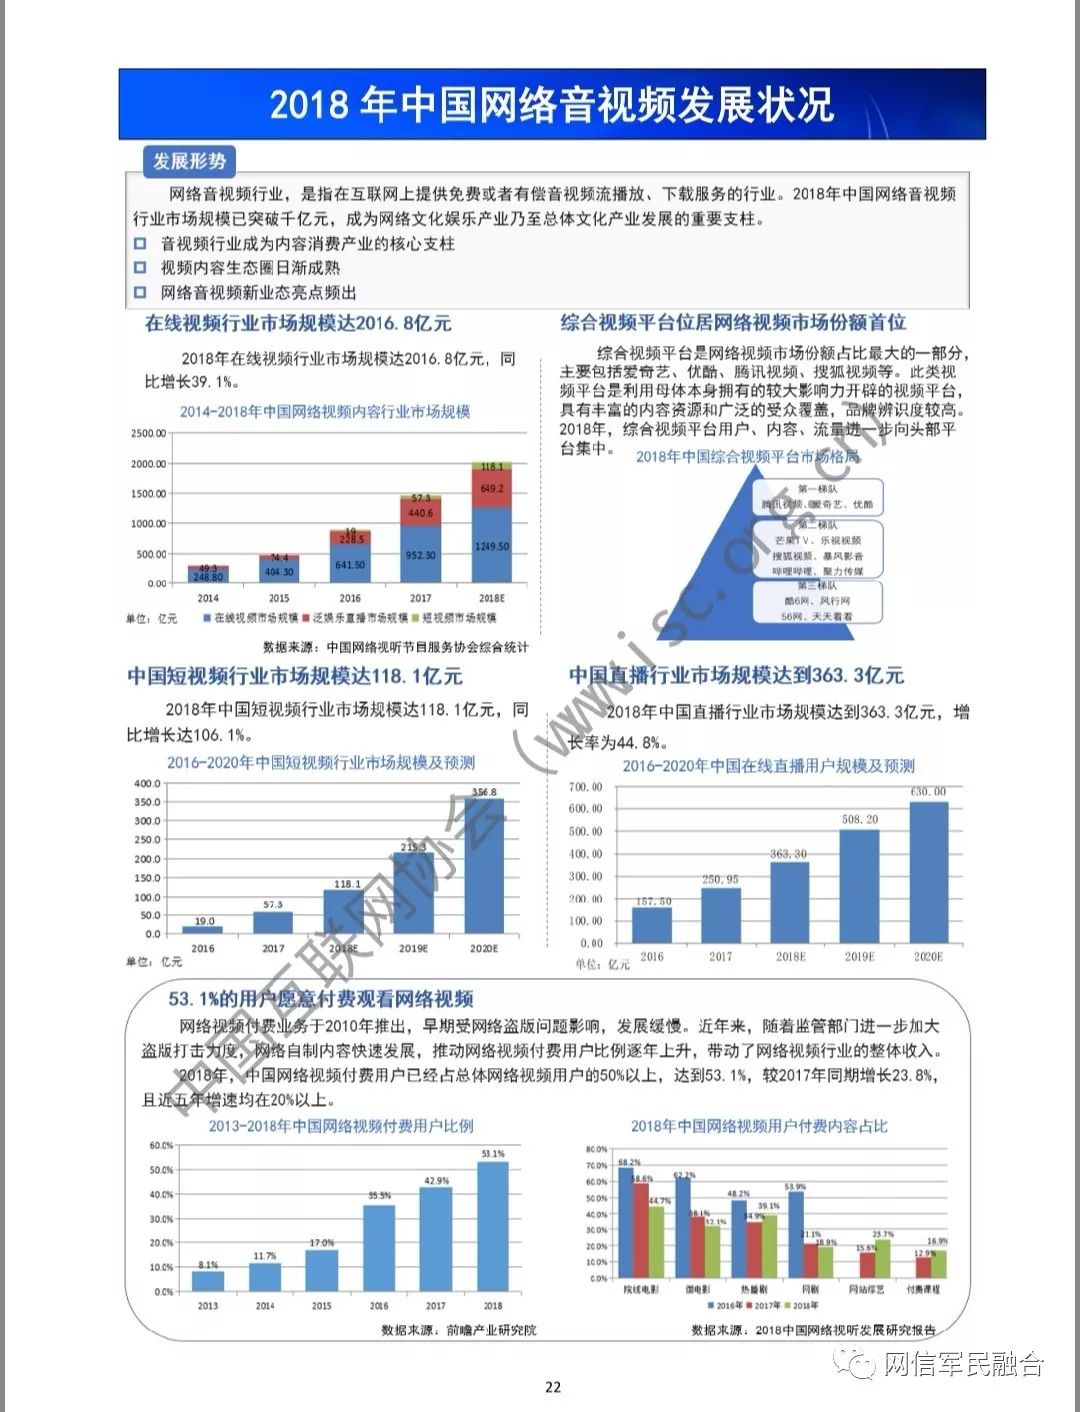 2018 年中国网络音视频发展状况
发展形势
网络音视频行业，是指在互联网上提供免费或者有偿音视频流播放、下载服务的行业。2018年中国网络音视频
行业市场规模已突破千亿元，成为网络文化娱乐产业乃至总体文化产业发展的重要支柱。
音视频行业成为内容消费产业的核心支柱
视频内容生态圈日渐成熟
网络音视频新业态亮点频出
在线视频行业市场规模达2016.8亿元
2018年在线视频行业市场规模达2016.8亿元，同
比增长39.1%。
2014-2018年中国网络视频内容行业市场规模
2500.00
2000.00
1500.00
1000.00
500.00
0.00
49.3
248.80
74.4
404.30
19
228.5
641.50
57.3
440.6
952.30
118.1
649.2
1249.50
2014 2015 2016 2017 2018E
单位：亿元 在线视频市场规模 泛娱乐直播市场规模 短视频市场规模
数据来源：中国网络视听节目服务协会综合统计
综合视频平台位居网络视频市场份额首位
综合视频平台是网络视频市场份额占比最大的一部分，
主要包括爱奇艺、优酷、腾讯视频、搜狐视频等。此类视
频平台是利用母体本身拥有的较大影响力开辟的视频平台，
具有丰富的内容资源和广泛的受众覆盖，品牌辨识度较高。
2018年，综合视频平台用户、内容、流量进一步向头部平
台集中。
2018年中国综合视频平台市场格局
第一梯队
腾讯视频、爱奇艺、优酷
第二梯队
芒果TV、乐视视频
搜狐视频、暴风影音
哔哩哔哩、聚力传媒
第三梯队
酷6网、风行网
56网、天天看看
中国短视频行业市场规模达118.1亿元
2018年中国短视频行业市场规模达118.1亿元，同
比增长达106.1%。
2016-2020年中国短视频行业市场规模及预测
400.0
350.0
300.0
250.0
200.0
150.0
100.0
50.0
0.0
19.0
57.3
118.1
215.3
356.8
2016 2017 2018E 2019E 2020E
单位：亿元
中国直播行业市场规模达到363.3亿元
2018年中国直播行业市场规模达到363.3亿元，增
长率为44.8%。
2016-2020年中国在线直播用户规模及预测
700.00
600.00
500.00
400.00
300.00
200.00
100.00
0.00
157.50
250.95
363.30
508.20
630.00
2016 2017 2018E 2019E 2020E
单位：亿元
53.1%的用户愿意付费观看网络视频
网络视频付费业务于2010年推出，早期受网络盗版问题影响，发展缓慢。近年来，随着监管部门进一步加大
盗版打击力度，网络自制内容快速发展，推动网络视频付费用户比例逐年上升，带动了网络视频行业的整体收入。
2018年，中国网络视频付费用户已经占总体网络视频用户的50%以上，达到53.1%，较2017年同期增长23.8%，
且近五年增速均在20%以上。
2013-2018年中国网络视频付费用户比例
60.0%
50.0%
40.0%
30.0%
20.0%
10.0%
0.0%
8.1%
11.7%
17.0%
35.5%
42.9%
53.1%
2013 2014 2015 2016 2017 2018
数据来源：前瞻产业研究院
2018年中国网络视频用户付费内容占比
80.0%
70.0%
60.0%
50.0%
40.0%
30.0%
20.0%
10.0%
0.0%
68.2%
58.6%
44.7%
62.2%
38.1%
32.1%
48.2%
34.9%
39.1%
53.9%
21.1%
18.9%
15.6%
23.7%
12.9%
16.9%
院线电影 微电影 热播剧 网剧 网站综艺 付费课程
2016年 2017年 2018年
数据来源：2018中国网络视听发展研究报告
中国互联网协会（www.isc.org.cn）
网信军民融合
22